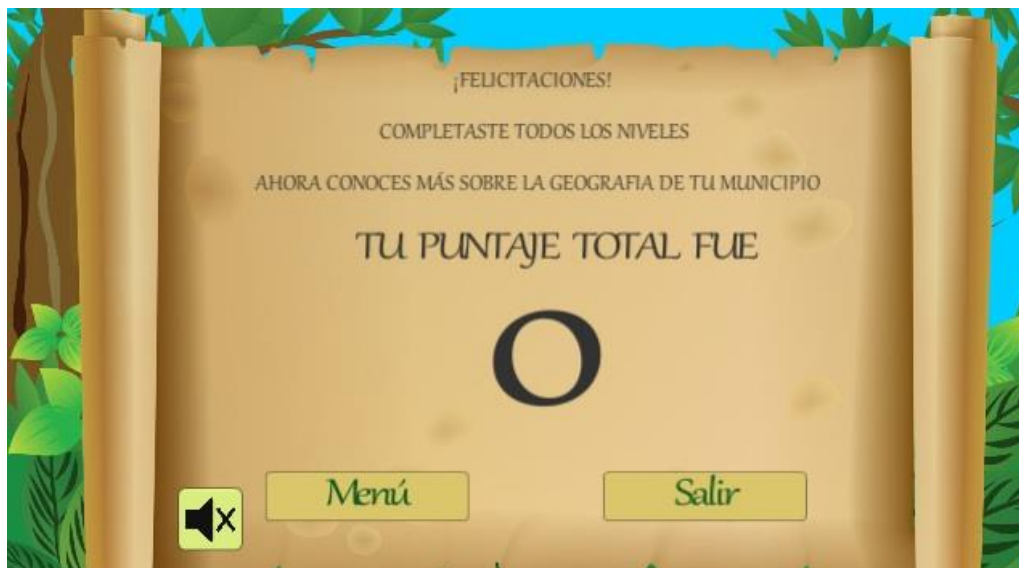 ¡FELICITACIONES!
COMPLETASTE TODOS LOS NIVELES
AHORA CONOCES MÁS SOBRE LA GEOGRAFIA DE TU MUNICIPIO
TU PUNTAJE TOTAL FUE
0
Menú
Salir